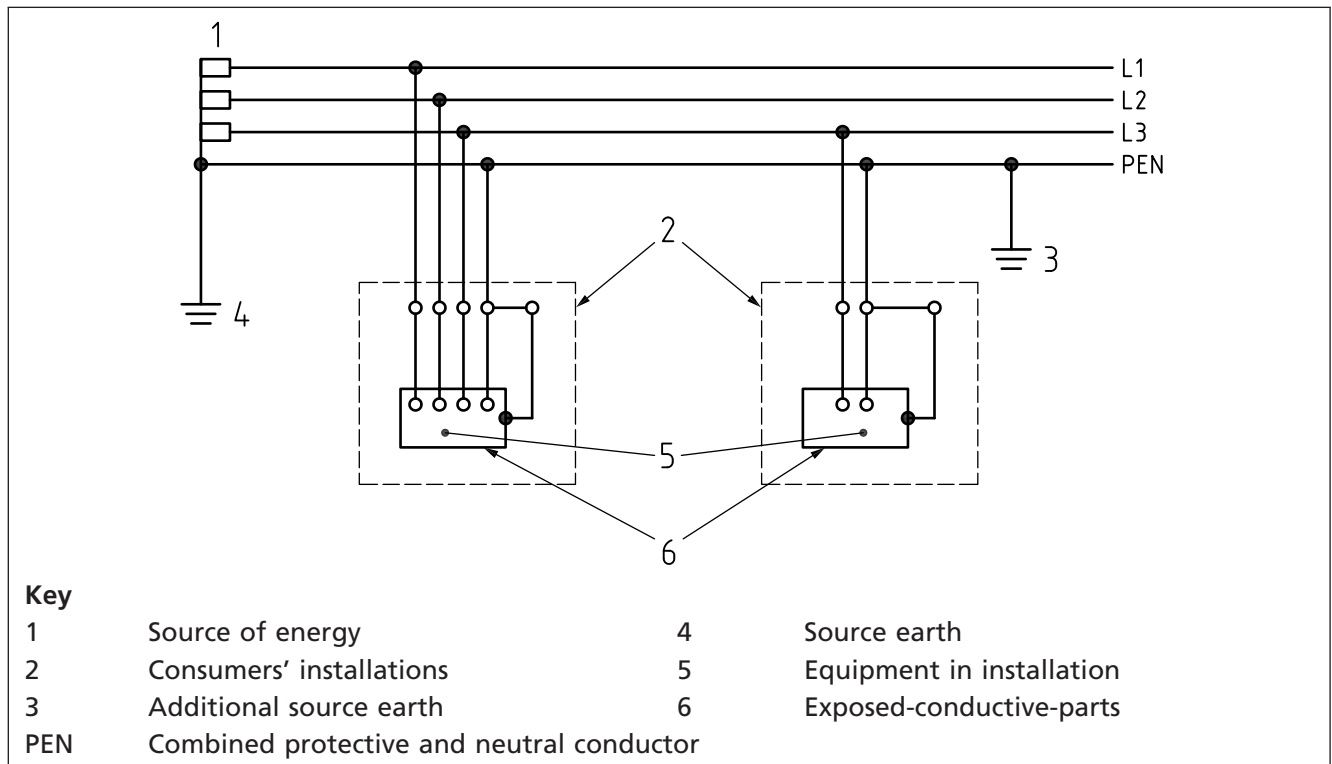 1
L1
L2
L3
PEN
2
3
4
5
6
Key
1 Source of energy 4 Source earth
2 Consumers’ installations 5 Equipment in installation
3 Additional source earth 6 Exposed-conductive-parts
PEN Combined protective and neutral conductor